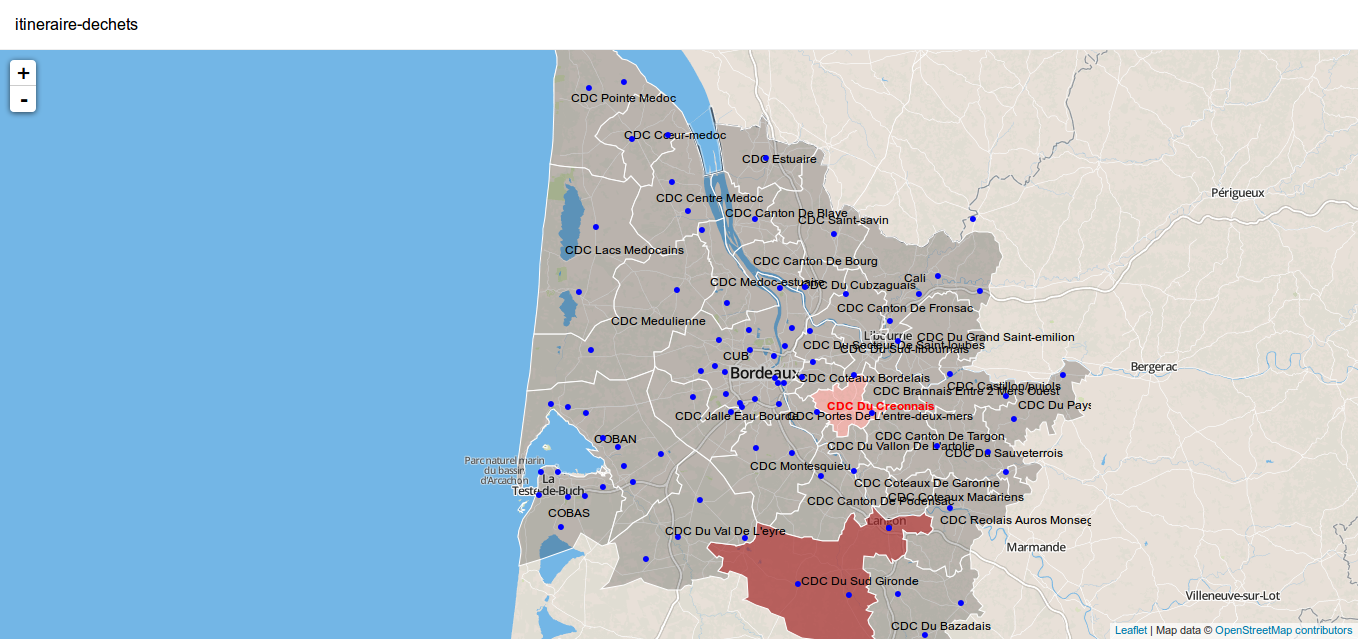 itineraire-dechets
+
-
CDC Pointe Medoc
CDC Cœur-medoc
CDC Estuaire
Périgueux
CDC Centre Medoc
CDC Canton De Blaye
CDC Saint-savin
CDC Lacs Medocains
CDC Canton De Bourg
Cali
CDC Medoc-estuaire
CDC Du Cubzaguais
CDC Canton De Fronsac
CDC Medulienne
Libourne
CDC Du Grand Saint-emilion
CDC Du Secteur De Saint-loubes
CDC Du Sud-libournais
CUB
Bergerac
Bordeaux
CDC Coteaux Bordelais
CDC Castillon/pujols
CDC Brannais Entre 2 Mers Ouest
CDC Du Creonnais
CDC Du Pays
CDC Jalle Eau Bourde
CDC Portes De L'entre-deux-mers
COBAN
CDC Canton De Targon
CDC Du Vallon De L'artolie
CDC De Sauveterrois
Parc naturel marin
du bassin
d'Arcachon
CDC Montesquieu
La
Teste-de-Buch
CDC Coteaux De Garonne
CDC Coteaux Macariens
CDC Canton De Podensac
COBAS
Langon
CDC Reolais Auros Monseg
CDC Du Val De L'eyre
Marmande
CDC Du Sud Gironde
Villeneuve-sur-Lot
CDC Du Bazadais
Leaflet | Map data © OpenStreetMap contributors